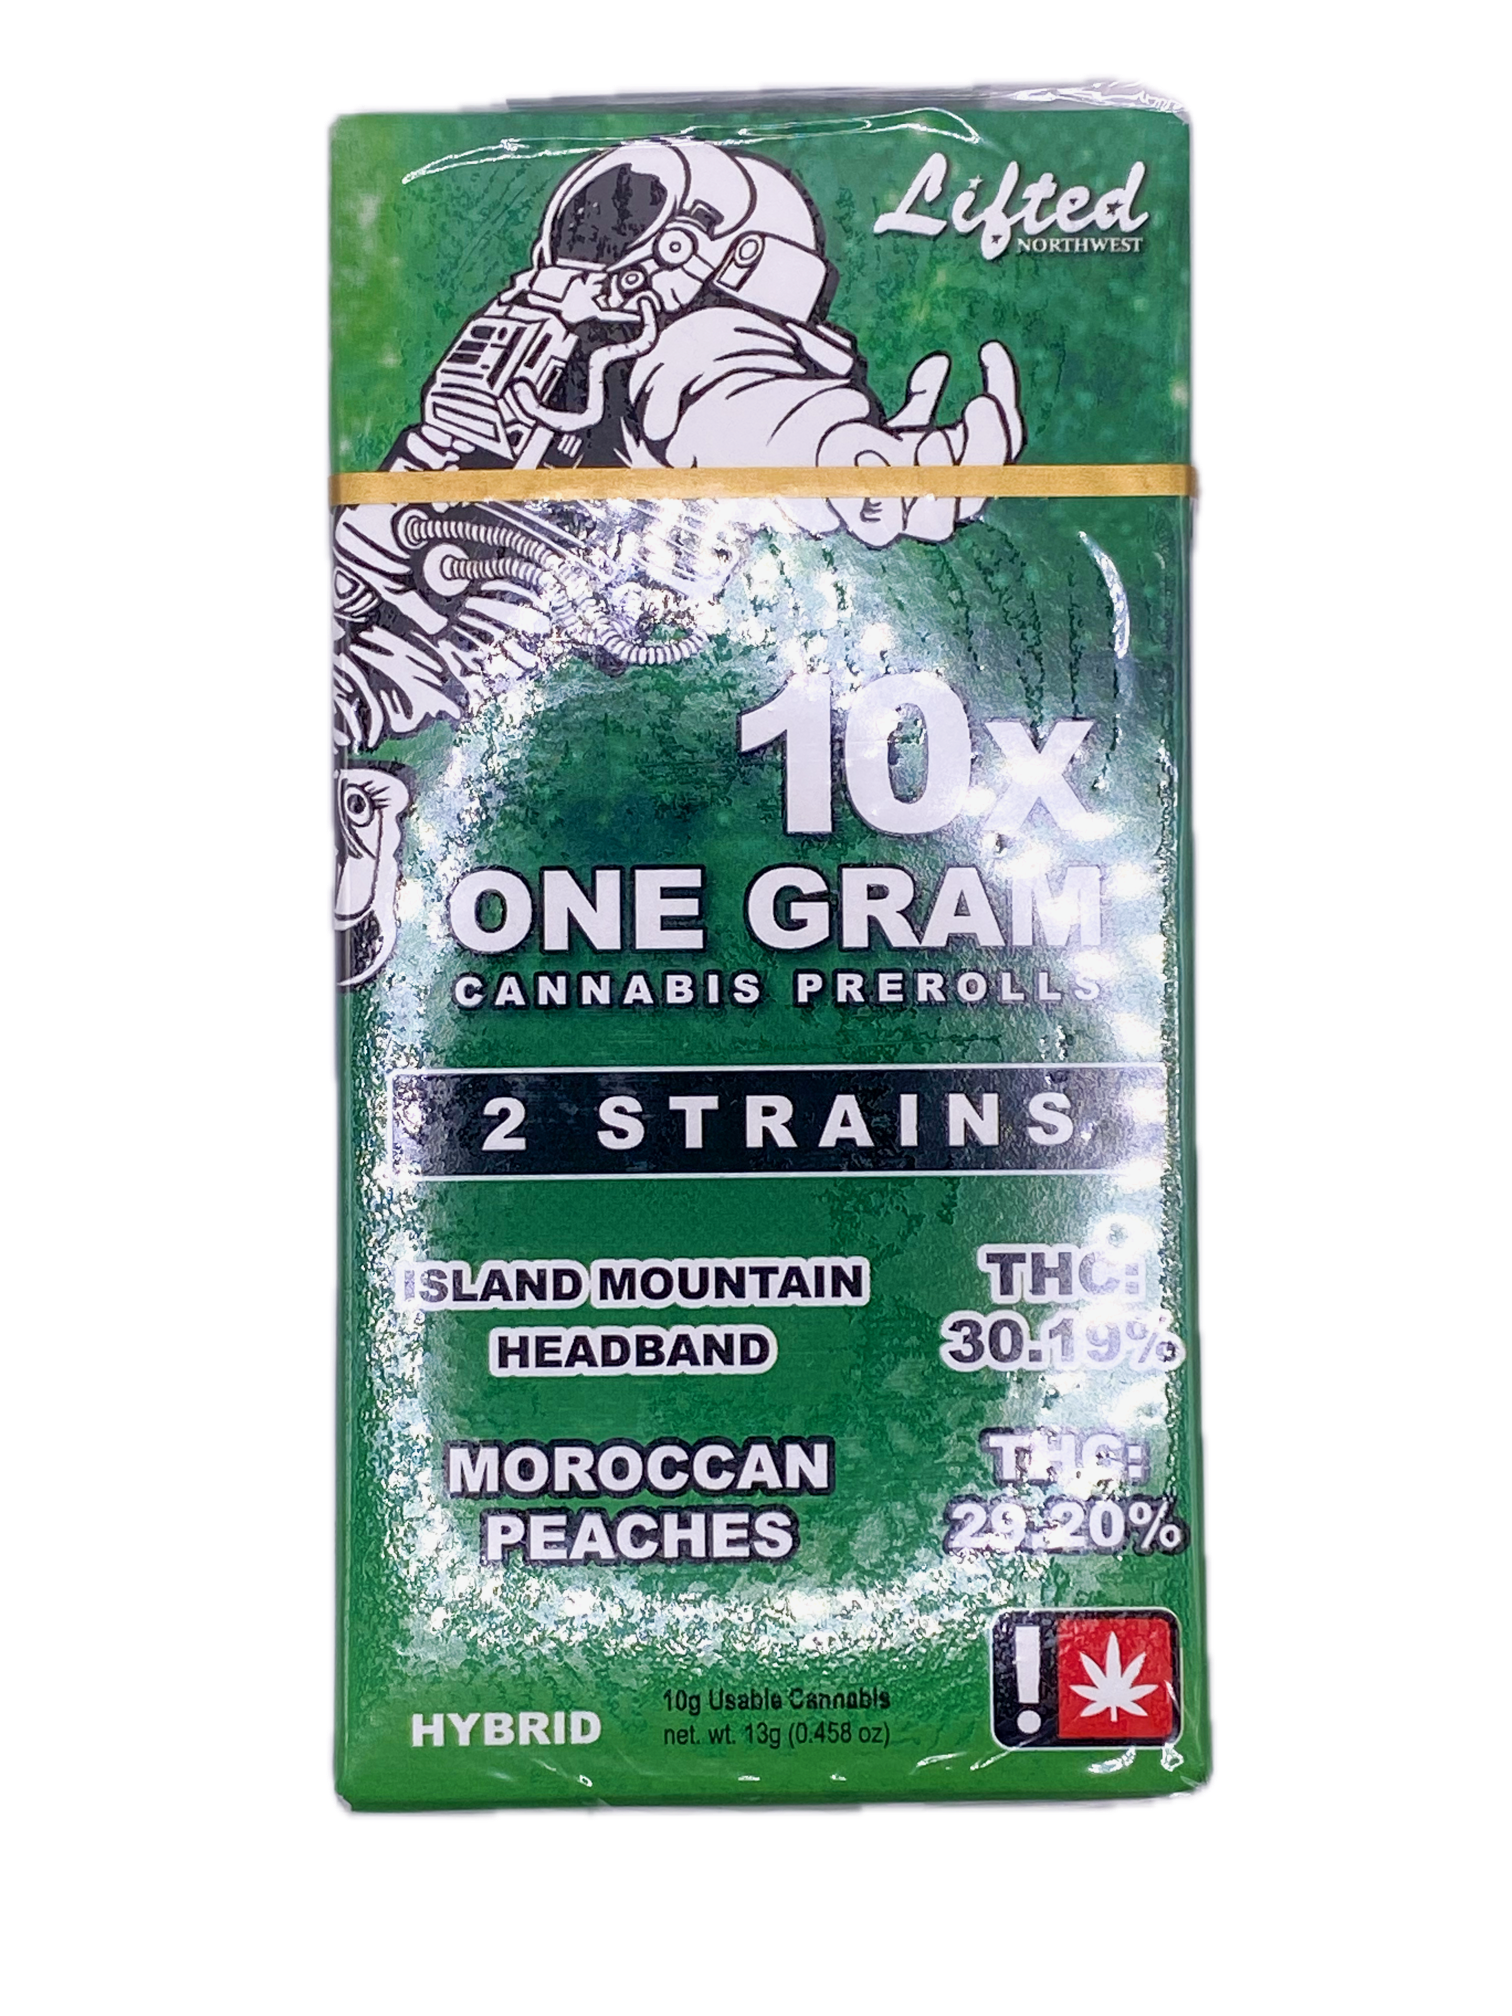 Lifted
NORTHWEST
10x
ONE GRAM
CANNABIS PREROLLS
2 STRAINS
ISLAND MOUNTAIN
HEADBAND
THC:
30.19%
MOROCCAN
PEACHES
THC:
29.20%
!
HYBRID
10g Usable Cannabis
net. wt. 13g (0.458 oz)